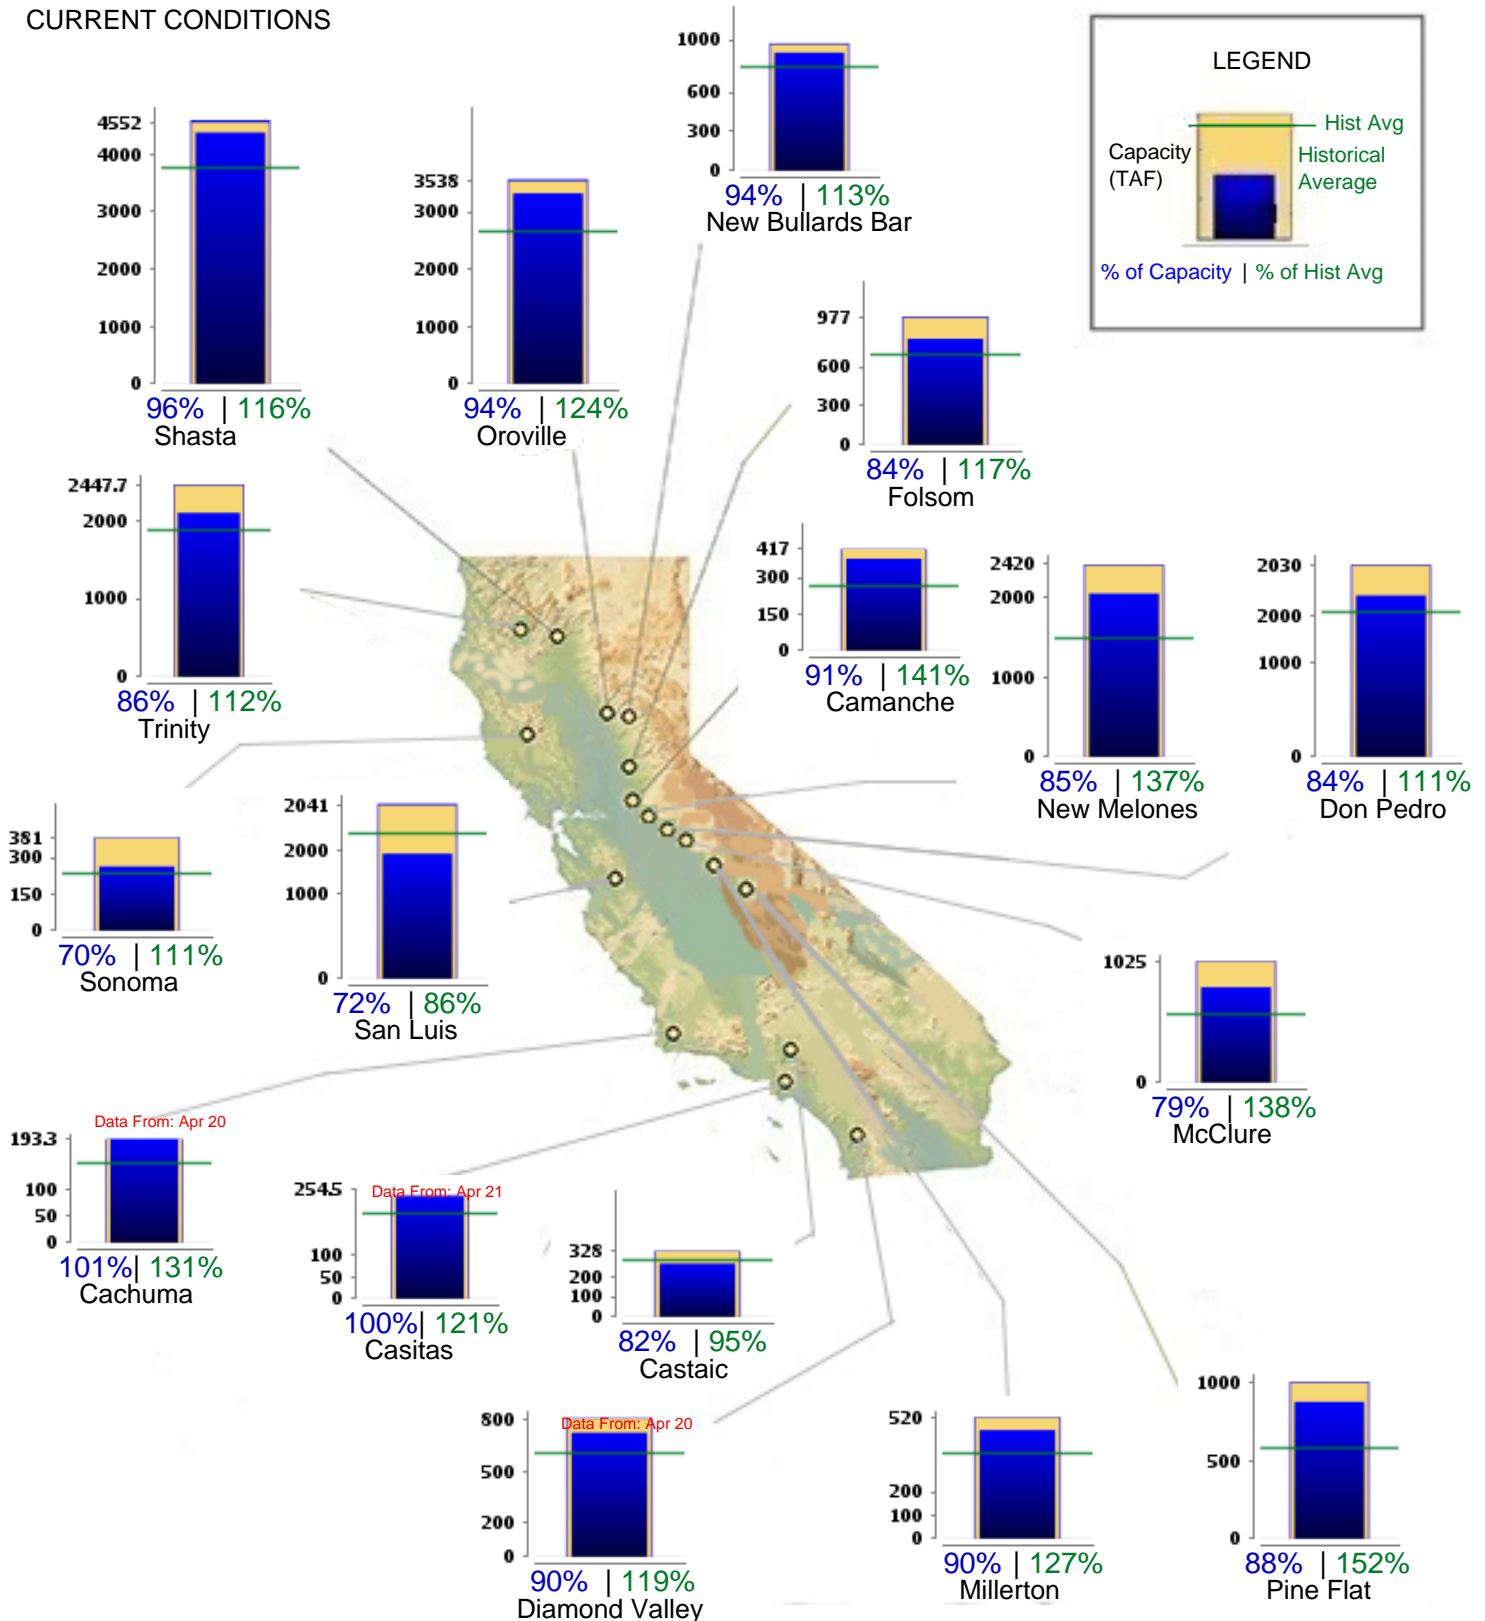 CURRENT CONDITIONS
LEGEND
Hist Avg
Capacity
(TAF)
Historical
Average
% of Capacity | % of Hist Avg
1000
600
300
0
94% | 113%
New Bullards Bar
4552
4000
3000
2000
1000
0
96% | 116%
Shasta
3538
3000
2000
1000
0
94% | 124%
Oroville
977
600
300
0
84% | 117%
Folsom
2447.7
2000
1000
0
86% | 112%
Trinity
417
300
150
0
91% | 141%
Camanche
2420
2000
1000
0
85% | 137%
New Melones
2030
2000
1000
0
84% | 111%
Don Pedro
381
300
150
0
70% | 111%
Sonoma
2041
2000
1000
0
72% | 86%
San Luis
1025
0
79% | 138%
McClure
Data From: Apr 20
193.3
100
50
0
101% | 131%
Cachuma
Data From: Apr 21
254.5
100
50
0
100% | 121%
Casitas
328
200
100
0
82% | 95%
Castaic
Data From: Apr 20
800
500
200
0
90% | 119%
Diamond Valley
520
200
100
0
90% | 127%
Millerton
1000
500
0
88% | 152%
Pine Flat